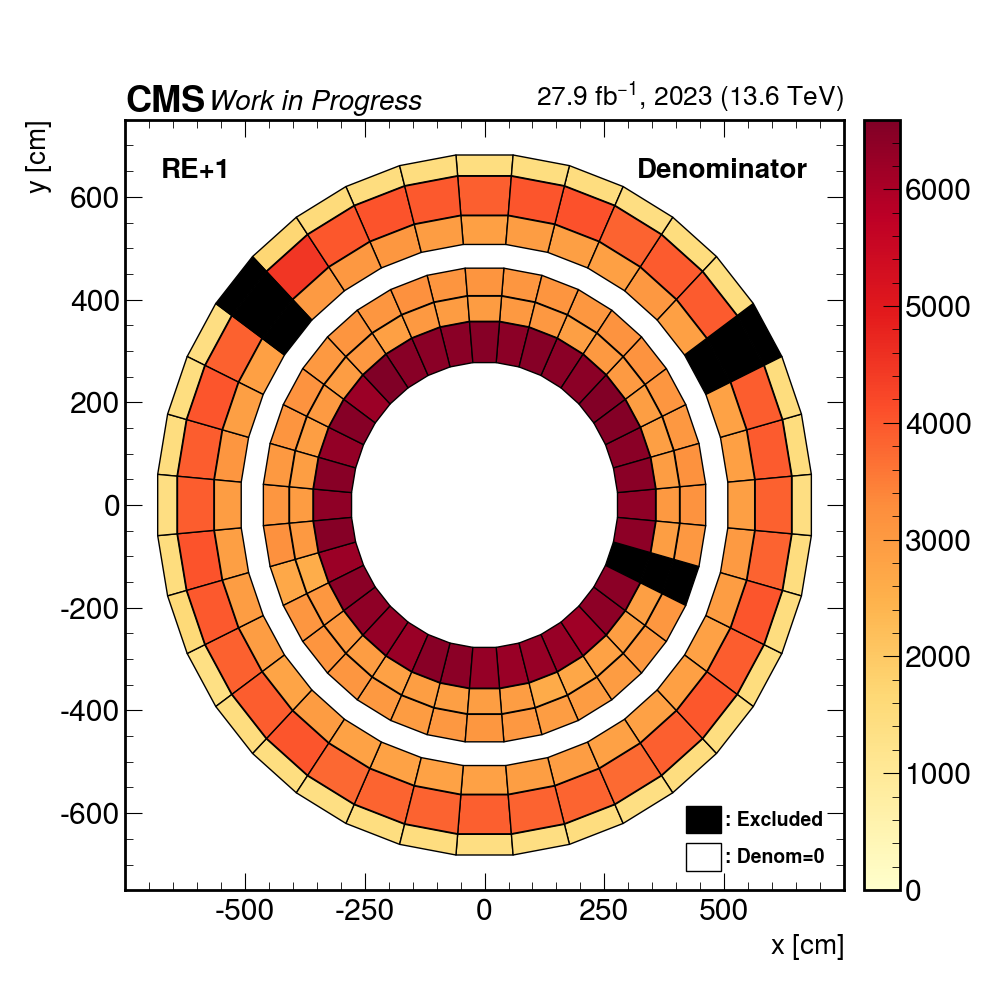 CMS Work in Progress
27.9 fb⁻¹, 2023 (13.6 TeV)
y [cm]
RE+1
Denominator
600
400
200
0
-200
-400
-600
-500
-250
0
250
500
x [cm]
: Excluded
: Denom=0
6000
5000
4000
3000
2000
1000
0